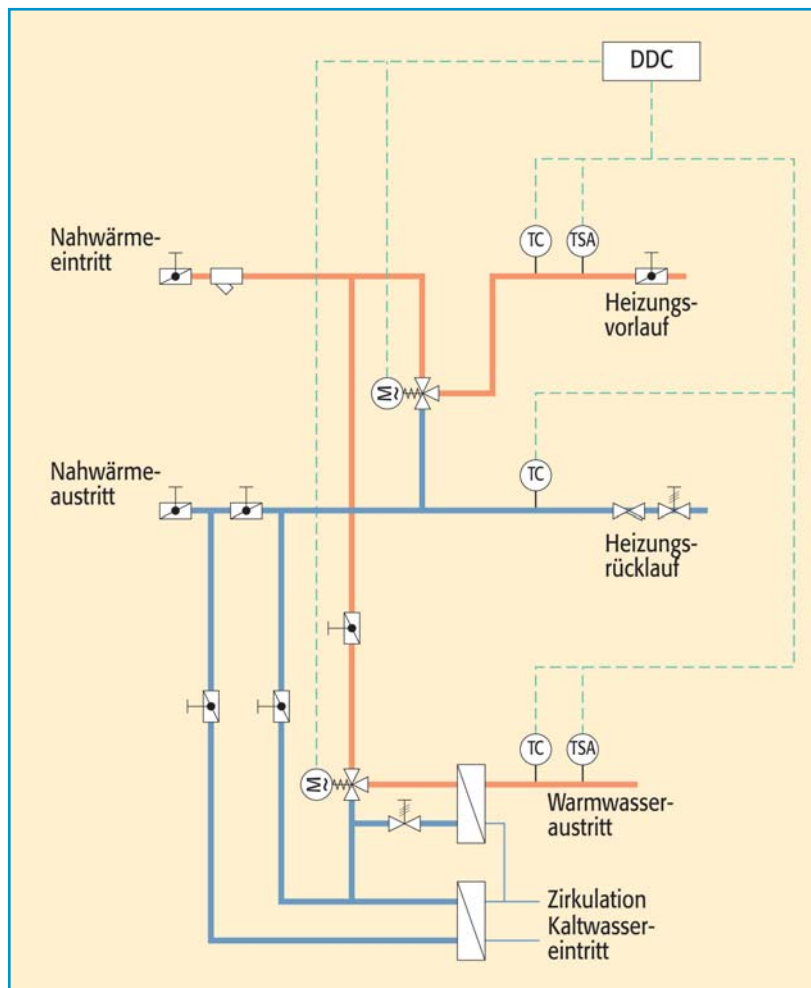 DDC
Nahwärme-
eintritt
TC
TSA
Heizungs-
vorlauf
M
~
Nahwärme-
austritt
TC
Heizungs-
rücklauf
TC
TSA
M
~
Warmwasser-
austritt
Zirkulation
Kaltwasser-
eintritt